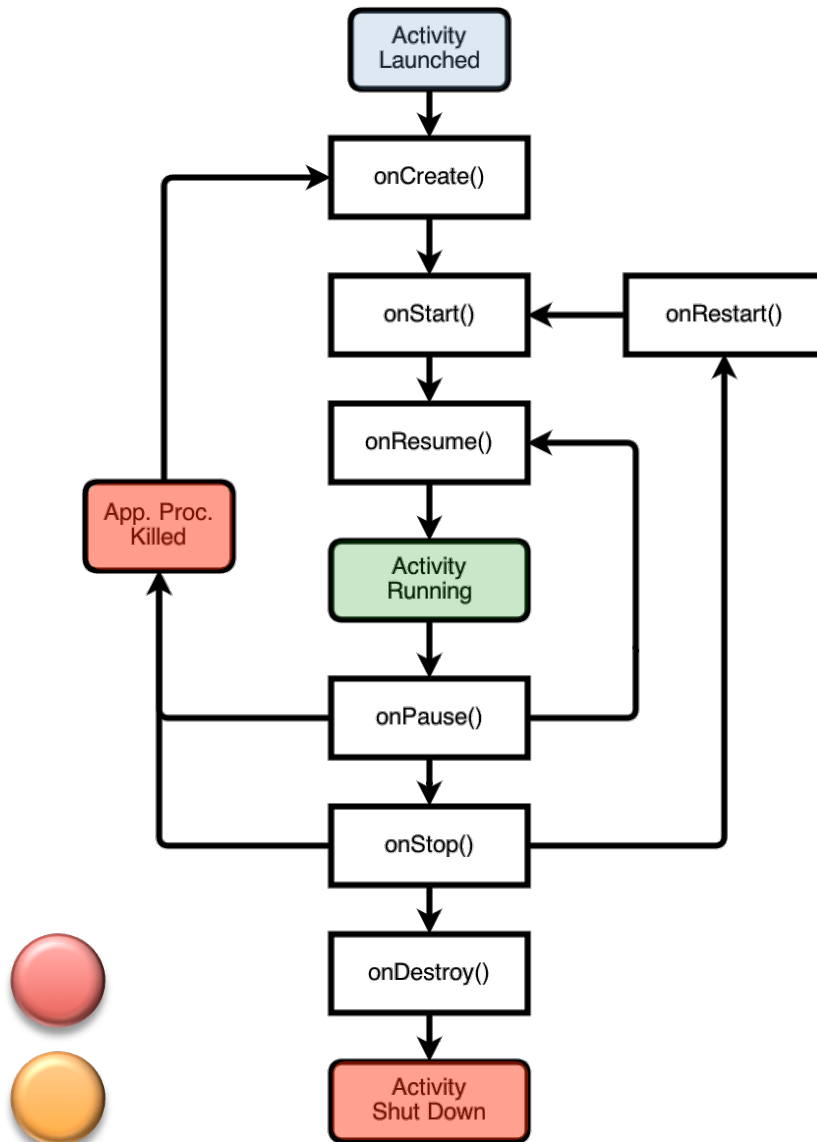 Activity
Launched
onCreate()
onStart()
onRestart()
onResume()
App. Proc.
Killed
Activity
Running
onPause()
onStop()
onDestroy()
Activity
Shut Down